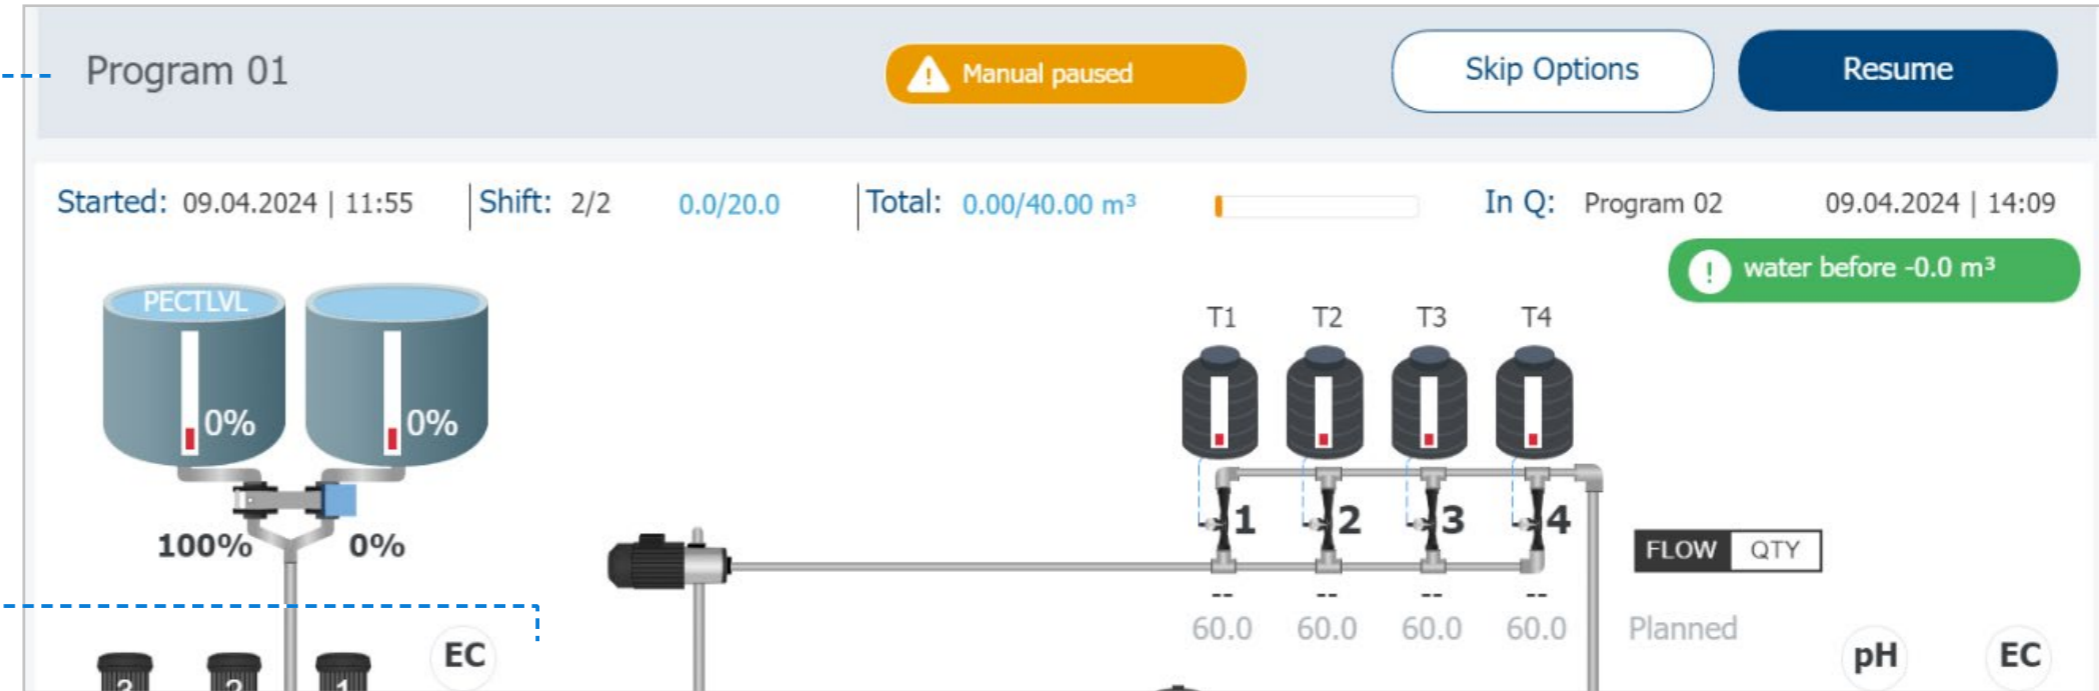 Program 01
Manual paused
Skip Options
Resume
Started: 09.04.2024 | 11:55
Shift: 2/2 0.0/20.0
Total: 0.00/40.00 m³
In Q: Program 02 09.04.2024 | 14:09
water before -0.0 m³
PECTLVL
T1 T2 T3 T4
0% 0%
1 2 3 4
100% 0%
FLOW QTY
-- -- -- --
60.0 60.0 60.0 60.0 Planned
EC
pH EC
3 2 1